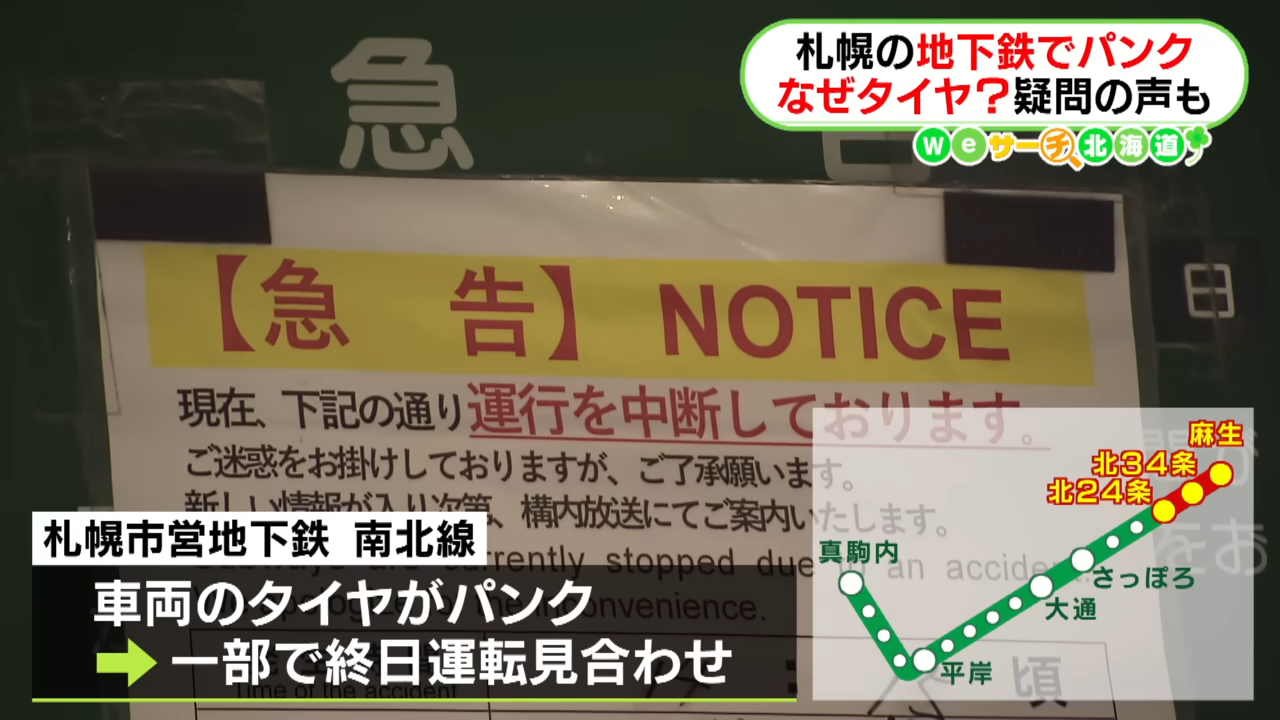 札幌の地下鉄でパンク
なぜタイヤ?疑問の声も
weサーチ北海道
急
日
【急 告】 NOTICE
現在、下記の通り運行を中断しております。
ご迷惑をお掛けしておりますが、ご了承願います。
新しい情報が入り次第、構内放送にてご案内いたします。
currently stopped due to an accident.
the inconvenience.
Time of the accident
頃
をお
麻生
北34条
北24条
さっぽろ
大通
平岸
真駒内
札幌市営地下鉄 南北線
車両のタイヤがパンク
一部で終日運転見合わせ